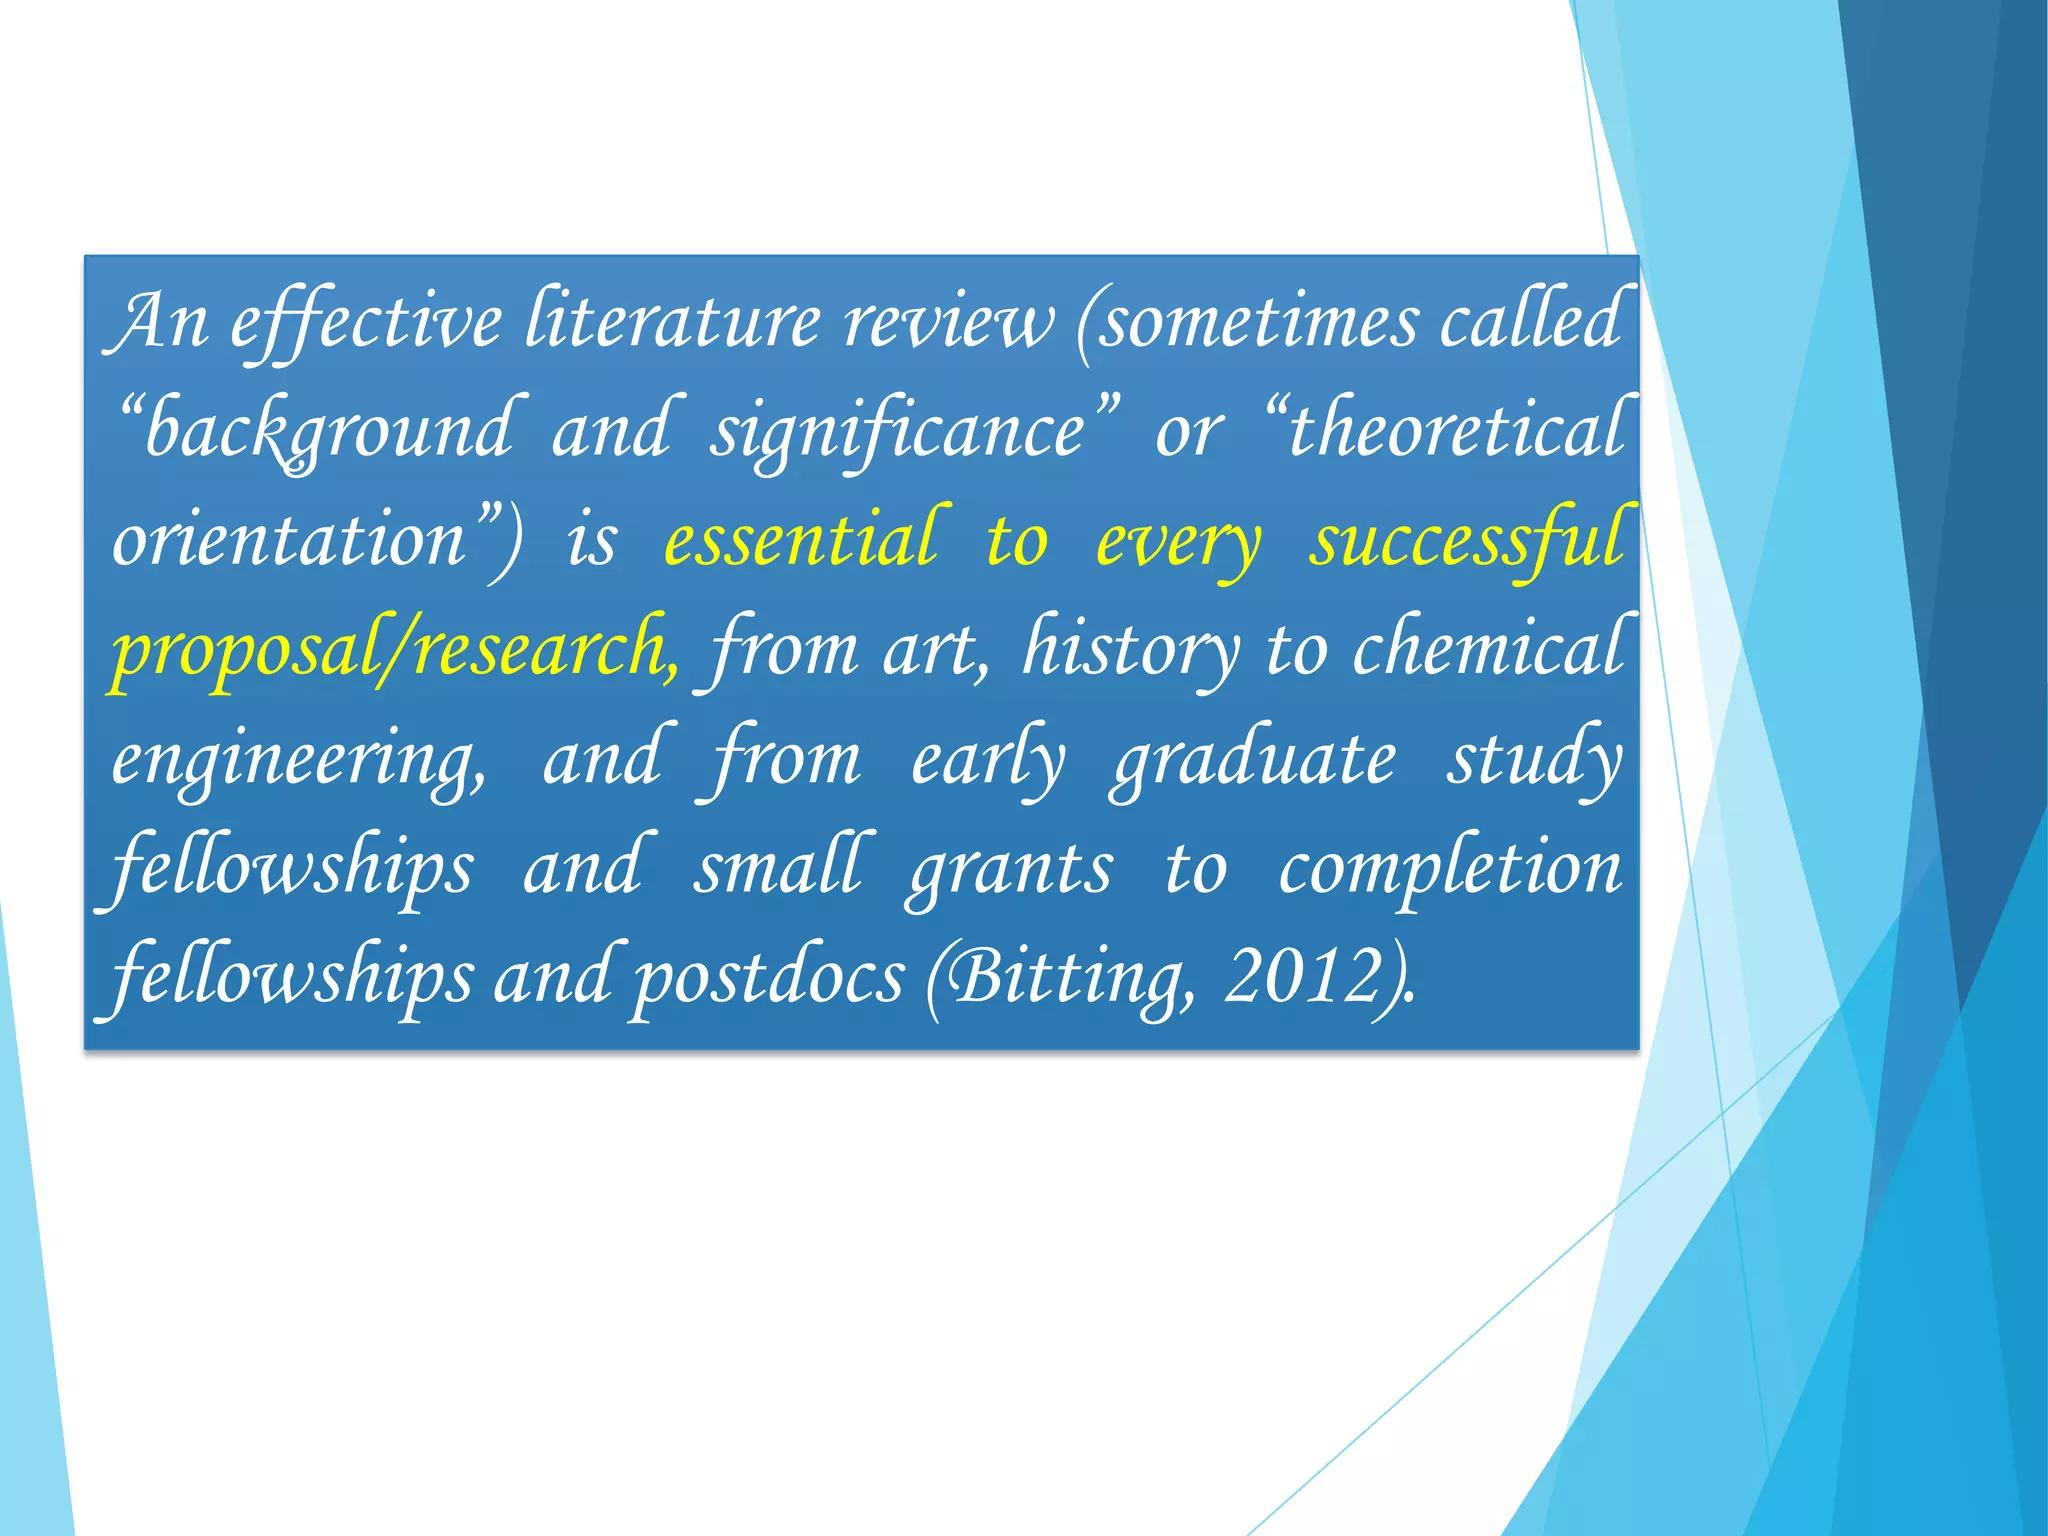 An effective literature review (sometimes called
“background and significance” or “theoretical
orientation”) is essential to every successful
proposal/research, from art, history to chemical
engineering, and from early graduate study
fellowships and small grants to completion
fellowships and postdocs (Bitting, 2012).